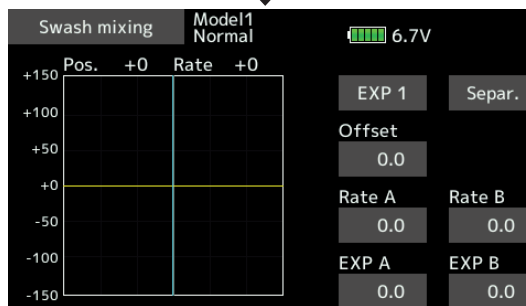 Swash mixing
Model1
Normal
6.7V
Pos. +0 Rate +0
+150
+100
+50
+0
-50
-100
-150
EXP 1 Separ.
Offset
0.0
Rate A Rate B
0.0 0.0
EXP A EXP B
0.0 0.0